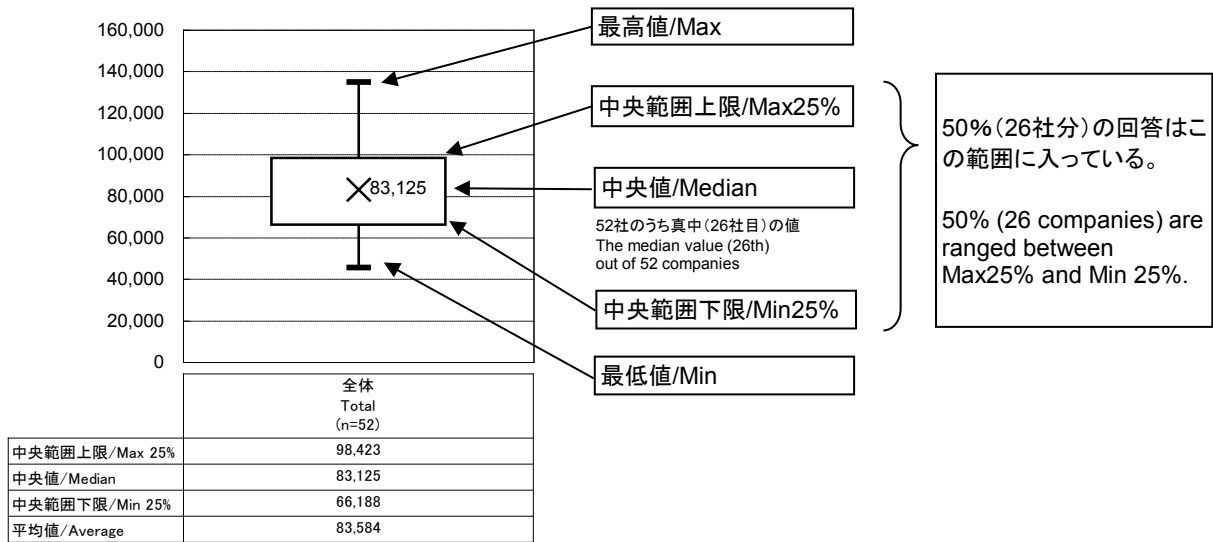 160,000
140,000
120,000
100,000
80,000
60,000
40,000
20,000
0
83,125
最高値/Max
中央範囲上限/Max25%
中央値/Median
52社のうち真中(26社目)の値
The median value (26th)
out of 52 companies
中央範囲下限/Min25%
最低値/Min
50%(26社分)の回答はこ
の範囲に入っている。
50% (26 companies) are
ranged between
Max25% and Min 25%.
全体
Total
(n=52)
中央範囲上限/Max 25% 98,423
中央値/Median 83,125
中央範囲下限/Min 25% 66,188
平均値/Average 83,584